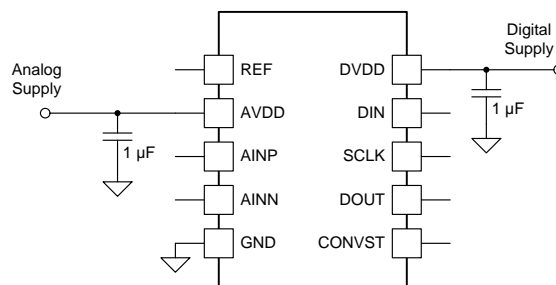 Digital
Supply
Analog
Supply
REF
DVDD
AVDD
DIN
1 µF
1 µF
AINP
SCLK
AINN
DOUT
GND
CONVST